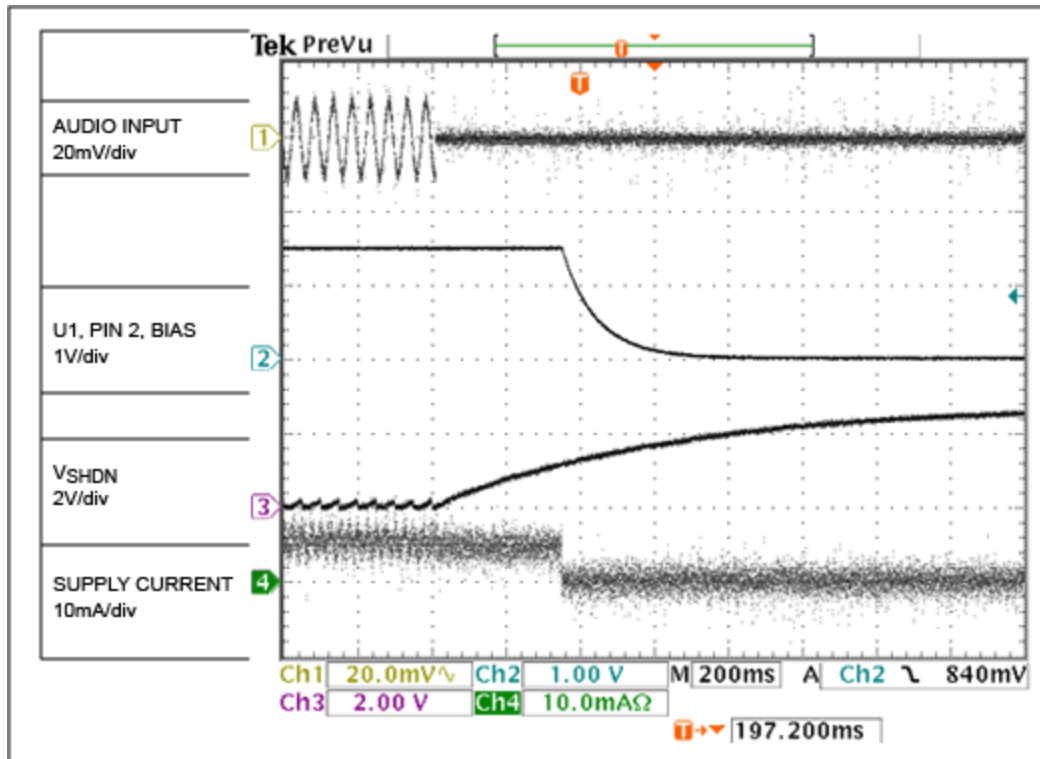 Tek PreVu
T
T
AUDIO INPUT
20mV/div
1
U1, PIN 2, BIAS
1V/div
2
VSHDN
2V/div
3
SUPPLY CURRENT
10mA/div
4
Ch1 20.0mV∿ Ch2 1.00 V M 200ms A Ch2 ʅ 840mV
Ch3 2.00 V Ch4 10.0mAΩ
T→▼ 197.200ms